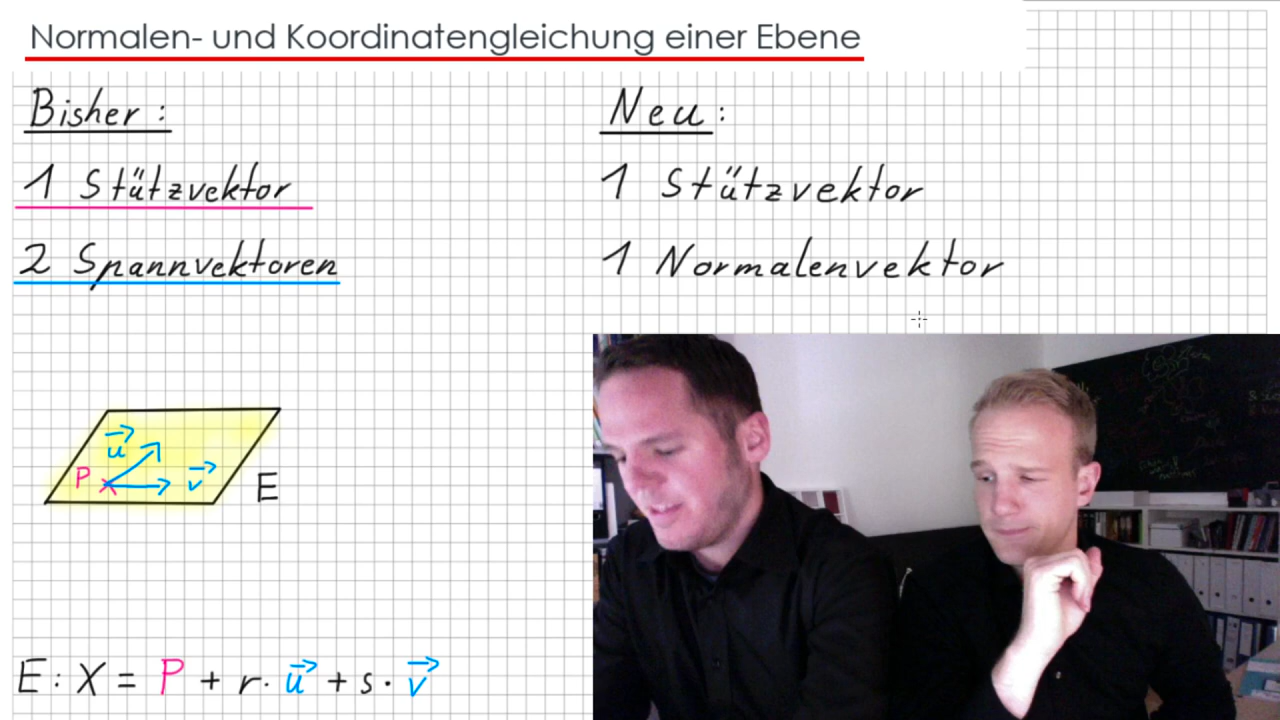 Normalen- und Koordinatengleichung einer Ebene
Bisher:
1 Stützvektor
2 Spannvektoren
Neu:
1 Stützvektor
1 Normalenvektor
u⃗
P
v⃗
E
E: X = P + r· u⃗ + s· v⃗